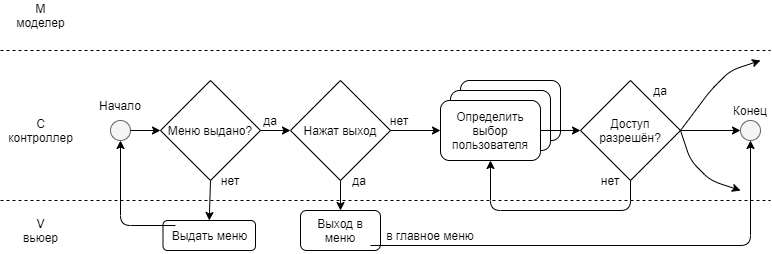 М
моделер
С
контроллер
Начало
Меню выдано?
да
нет
Нажат выход
нет
да
Определить
выбор
пользователя
Доступ
разрешён?
да
нет
Конец
V
вьюер
Выдать меню
Выход в
меню
в главное меню